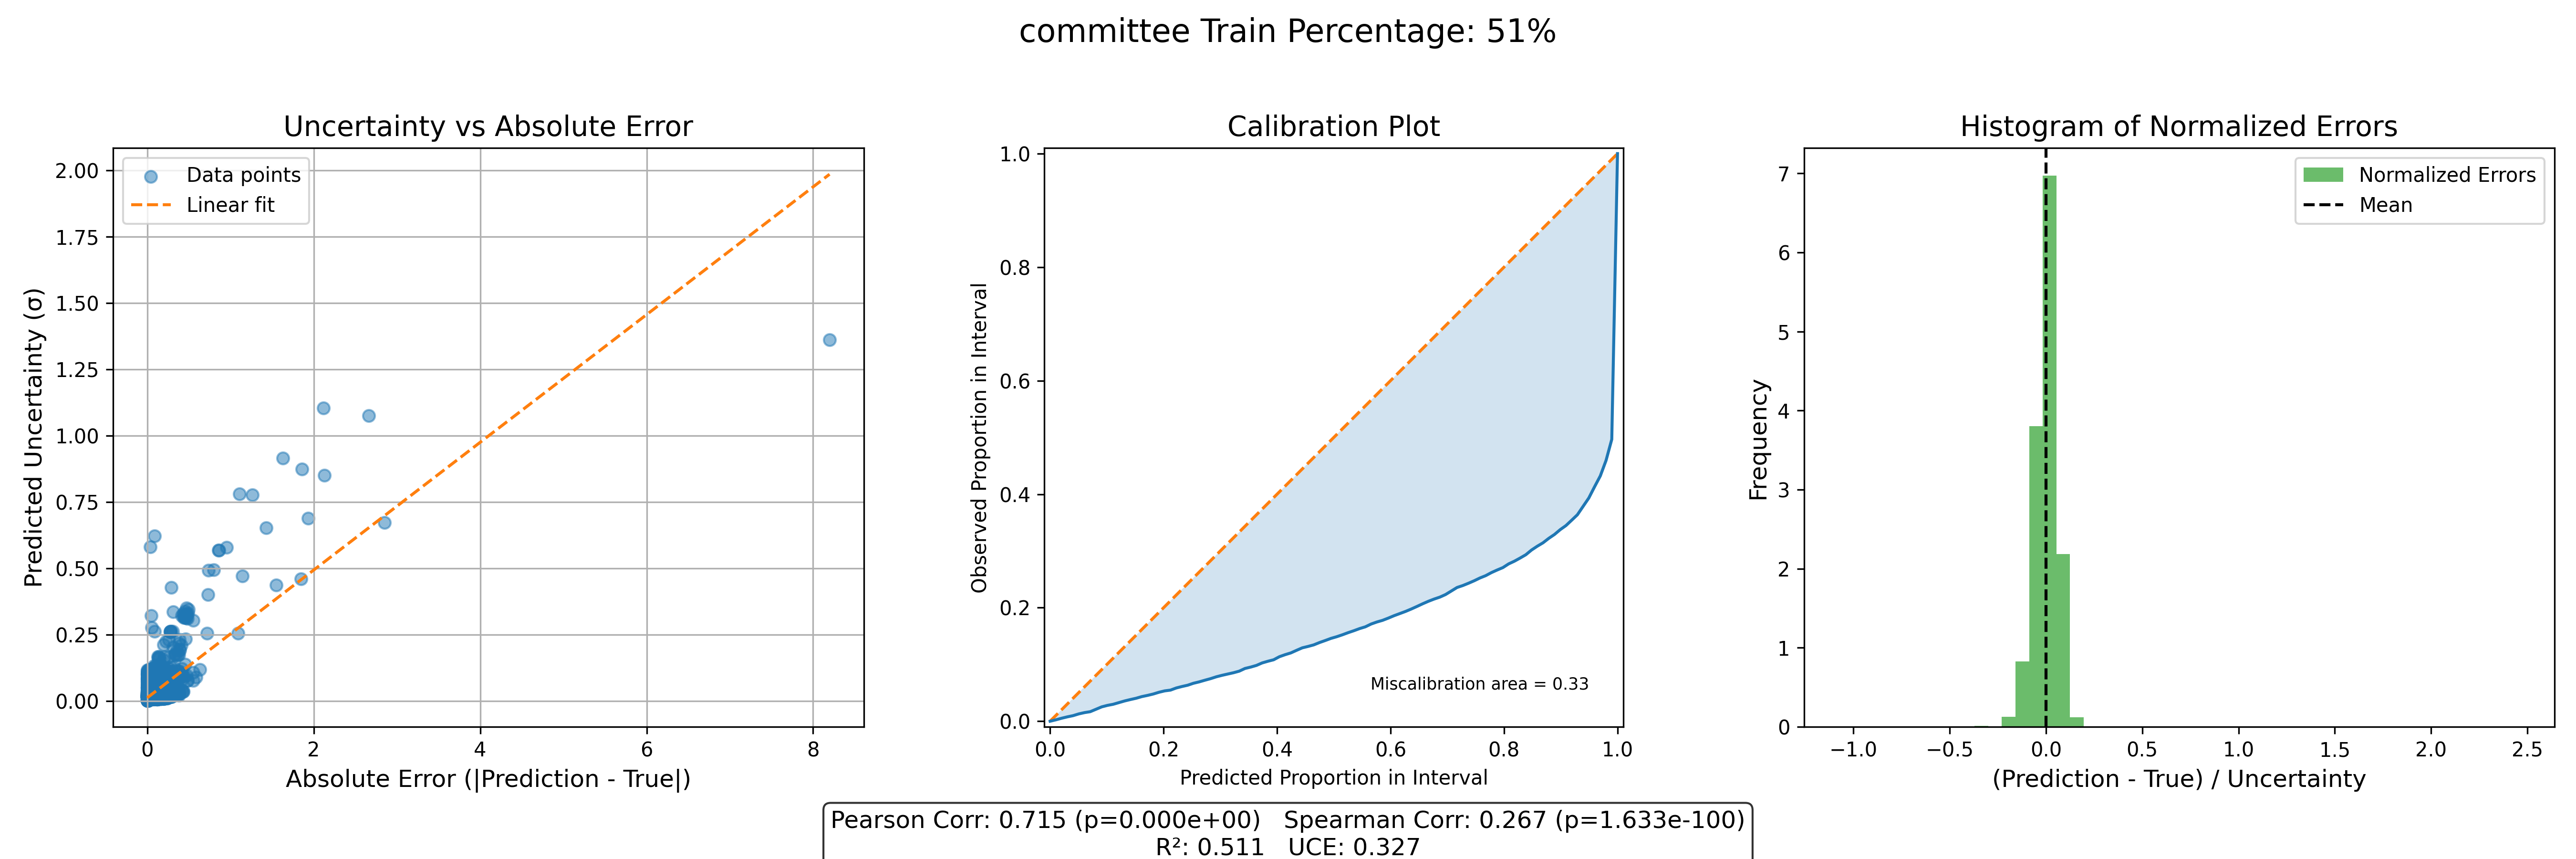 committee Train Percentage: 51%
Uncertainty vs Absolute Error
Data points
Linear fit
Predicted Uncertainty (σ)
2.00
1.75
1.50
1.25
1.00
0.75
0.50
0.25
0.00
0 2 4 6 8
Absolute Error (|Prediction - True|)
Calibration Plot
Observed Proportion in Interval
1.0
0.8
0.6
0.4
0.2
0.0
Miscalibration area = 0.33
0.0 0.2 0.4 0.6 0.8 1.0
Predicted Proportion in Interval
Histogram of Normalized Errors
Normalized Errors
Mean
Frequency
7
6
5
4
3
2
1
0
−1.0 −0.5 0.0 0.5 1.0 1.5 2.0 2.5
(Prediction - True) / Uncertainty
Pearson Corr: 0.715 (p=0.000e+00) Spearman Corr: 0.267 (p=1.633e-100)
R²: 0.511 UCE: 0.327